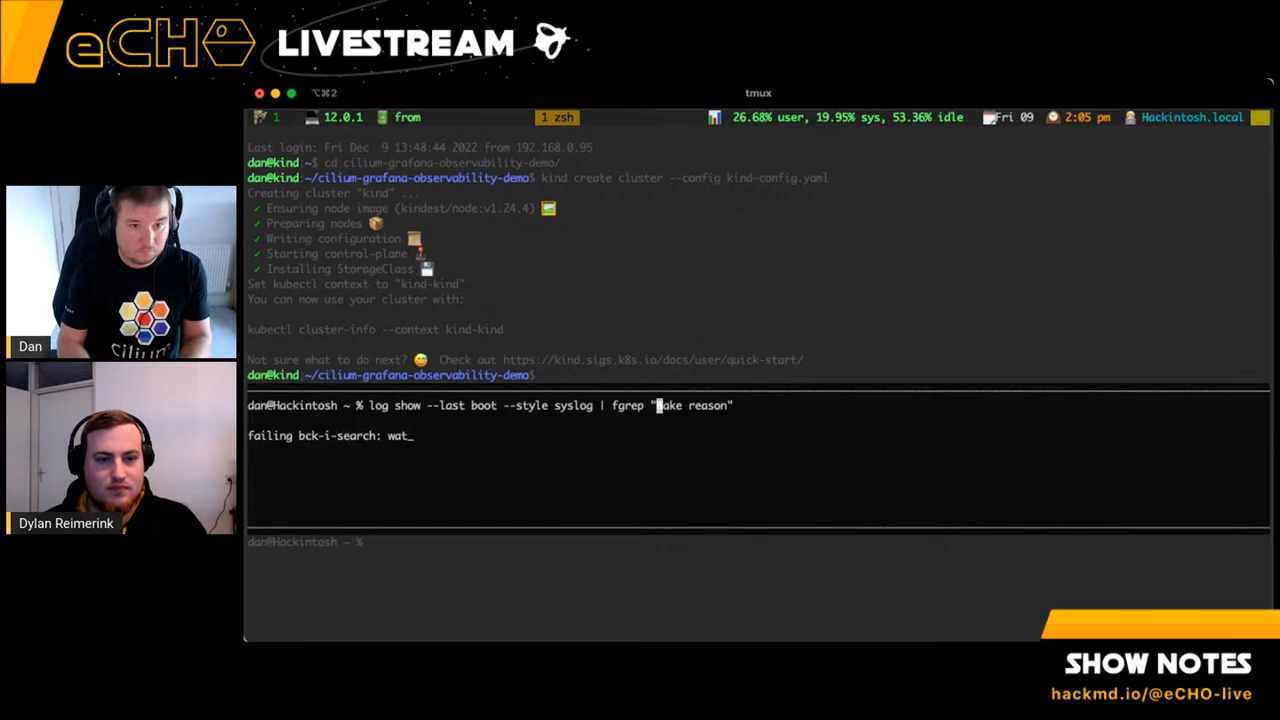 eCHO LIVESTREAM
⌥⌘2 tmux
1 12.0.1 from 1 zsh 26.68% user, 19.95% sys, 53.36% idle Fri 09 2:05 pm Hackintosh.local
Last login: Fri Dec  9 13:48:44 2022 from 192.168.0.95
dan@kind:~$ cd cilium-grafana-observability-demo/
dan@kind:~/cilium-grafana-observability-demo$ kind create cluster --config kind-config.yaml
Creating cluster "kind" ...
✓ Ensuring node image (kindest/node:v1.24.4) 🖼
✓ Preparing nodes 📦
✓ Writing configuration 📜
✓ Starting control-plane 🕹
✓ Installing StorageClass 💾
Set kubectl context to "kind-kind"
You can now use your cluster with:
kubectl cluster-info --context kind-kind
Not sure what to do next? 😅 Check out https://kind.sigs.k8s.io/docs/user/quick-start/
dan@kind:~/cilium-grafana-observability-demo$
dan@Hackintosh ~ % log show --last boot --style syslog | fgrep "Wake reason"
failing bck-i-search: wat_
dan@Hackintosh ~ %
cilium
Dan
Dylan Reimerink
SHOW NOTES
hackmd.io/@eCHO-live